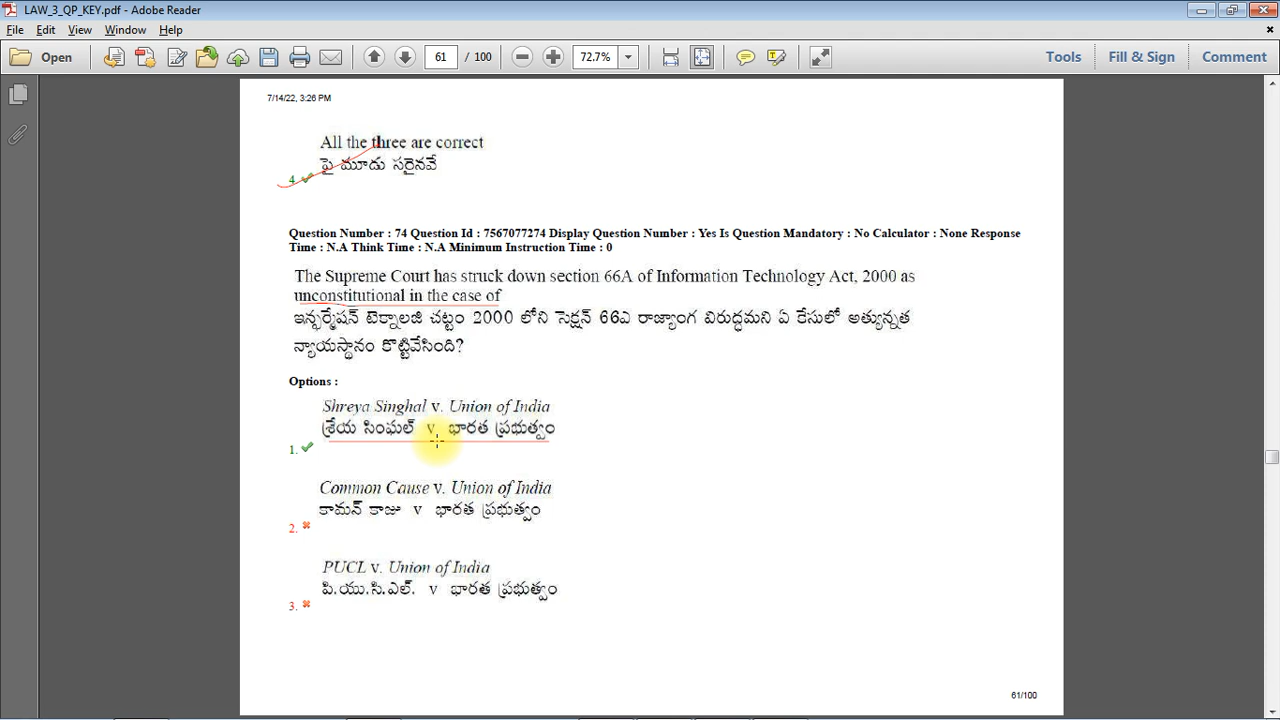 LAW_3_QP_KEY.pdf - Adobe Reader
File Edit View Window Help
Open 61 / 100 72.7% Tools Fill & Sign Comment
7/14/22, 3:26 PM
All the three are correct
పై మూడు సరైనవే
4.
Question Number : 74 Question Id : 7567077274 Display Question Number : Yes Is Question Mandatory : No Calculator : None Response
Time : N.A Think Time : N.A Minimum Instruction Time : 0
The Supreme Court has struck down section 66A of Information Technology Act, 2000 as
unconstitutional in the case of
ఇన్ఫర్మేషన్ టెక్నాలజి చట్టం 2000 లోని సెక్షన్ 66ఎ రాజ్యాంగ విరుద్ధమని ఏ కేసులో అత్యున్నత
న్యాయస్థానం కొట్టివేసింది?
Options :
Shreya Singhal v. Union of India
శ్రేయ సింఘల్ v భారత ప్రభుత్వం
1.
Common Cause v. Union of India
కామన్ కాజు v భారత ప్రభుత్వం
2.
PUCL v. Union of India
పి.యు.సి.ఎల్. v భారత ప్రభుత్వం
3.
61/100